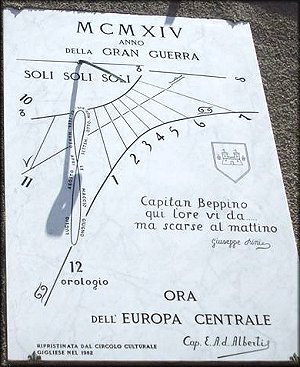 MCMXIV
ANNO
DELLA GRAN GUERRA
SOLI SOLI SOLI
8
10
9
11
1
2
3
4
5
6
7
12
orologio
Capitan Beppino
qui l'ore vi da....
ma scarse al mattino
Giuseppe
ORA
DELL'EUROPA CENTRALE
Cap. E.A.d.Albertis
RIPRISTINATA DAL CIRCOLO CULTURALE
GIGLIESE NEL 1982